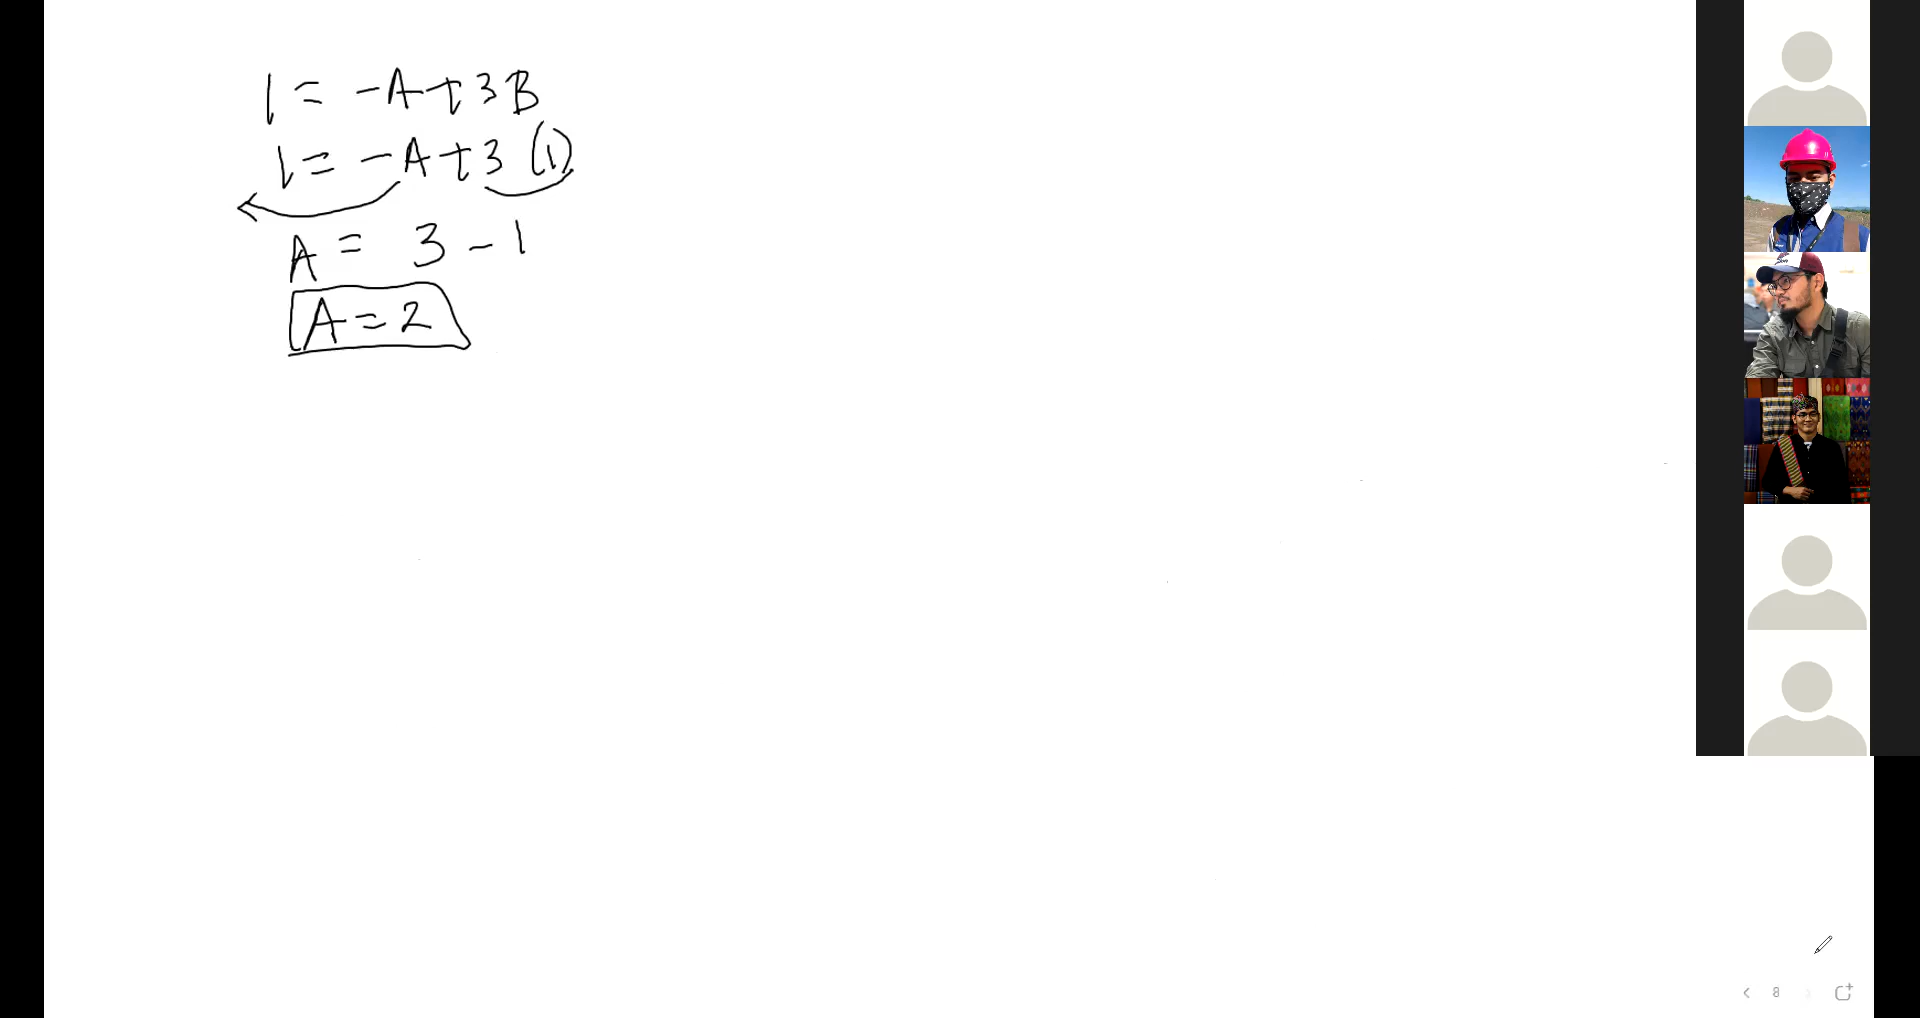 1 = -A + 3B
1 = -A + 3 (1)
A = 3 - 1
A = 2
8